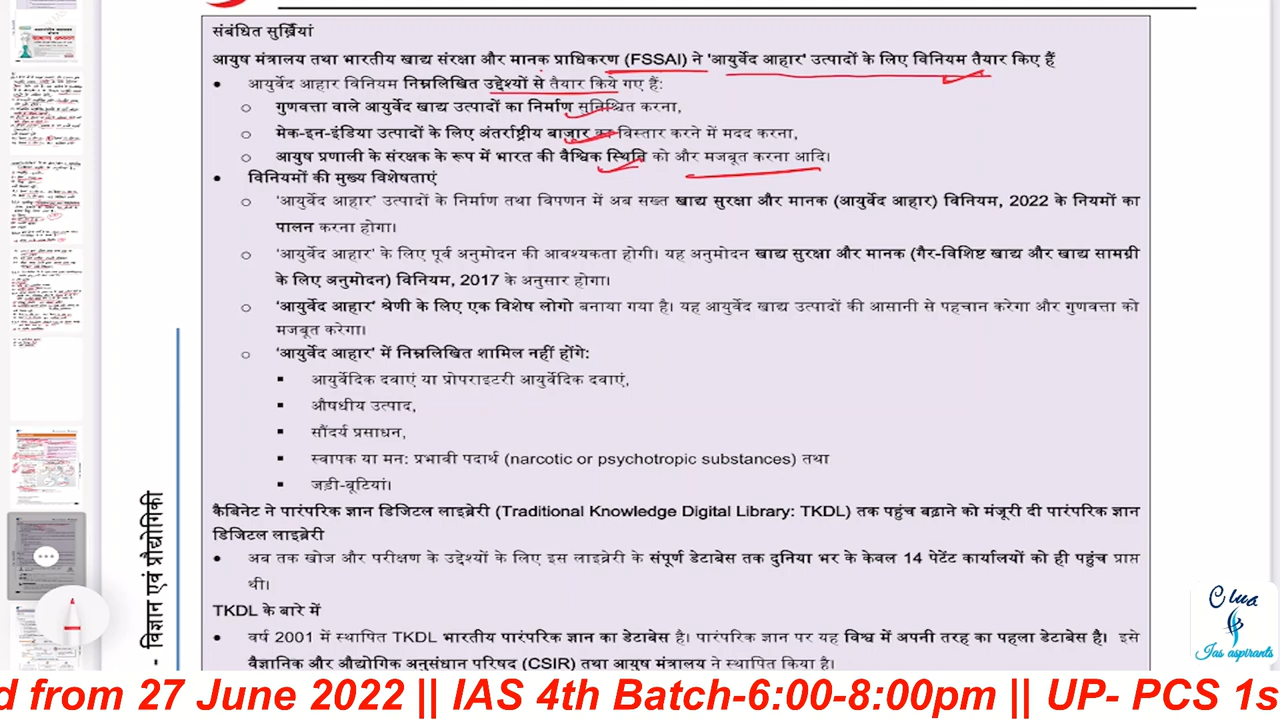 संबंधित सुर्ख़ियां
आयुष मंत्रालय तथा भारतीय खाद्य संरक्षा और मानक प्राधिकरण (FSSAI) ने 'आयुर्वेद आहार' उत्पादों के लिए विनियम तैयार किए हैं
● आयुर्वेद आहार विनियम निम्नलिखित उद्देश्यों से तैयार किये गए हैं:
○ गुणवत्ता वाले आयुर्वेद खाद्य उत्पादों का निर्माण सुनिश्चित करना,
○ मेक-इन-इंडिया उत्पादों के लिए अंतर्राष्ट्रीय बाजार का विस्तार करने में मदद करना,
○ आयुष प्रणाली के संरक्षक के रूप में भारत की वैश्विक स्थिति को और मजबूत करना आदि।
● विनियमों की मुख्य विशेषताएं
○ 'आयुर्वेद आहार' उत्पादों के निर्माण तथा विपणन में अब सख्त खाद्य सुरक्षा और मानक (आयुर्वेद आहार) विनियम, 2022 के नियमों का
पालन करना होगा।
○ 'आयुर्वेद आहार' के लिए पूर्व अनुमोदन की आवश्यकता होगी। यह अनुमोदन खाद्य सुरक्षा और मानक (गैर-विशिष्ट खाद्य और खाद्य सामग्री
के लिए अनुमोदन) विनियम, 2017 के अनुसार होगा।
○ 'आयुर्वेद आहार' श्रेणी के लिए एक विशेष लोगो बनाया गया है। यह आयुर्वेद खाद्य उत्पादों की आसानी से पहचान करेगा और गुणवत्ता को
मजबूत करेगा।
○ 'आयुर्वेद आहार' में निम्नलिखित शामिल नहीं होंगे:
▪ आयुर्वेदिक दवाएं या प्रोपराइटरी आयुर्वेदिक दवाएं,
▪ औषधीय उत्पाद,
▪ सौंदर्य प्रसाधन,
▪ मादक या मन: प्रभावी पदार्थ (narcotic or psychotropic substances) तथा
▪ जड़ी-बूटियां।
कैबिनेट ने पारंपरिक ज्ञान डिजिटल लाइब्रेरी (Traditional Knowledge Digital Library: TKDL) तक पहुंच बढ़ाने को मंजूरी दी पारंपरिक ज्ञान
डिजिटल लाइब्रेरी
● अब तक खोज और परीक्षण के उद्देश्यों के लिए इस लाइब्रेरी के संपूर्ण डेटाबेस तक दुनिया भर के केवल 14 पेटेंट कार्यालयों को ही पहुंच प्राप्त
थी।
TKDL के बारे में
● वर्ष 2001 में स्थापित TKDL भारतीय पारंपरिक ज्ञान का डेटाबेस है। पारंपरिक ज्ञान पर यह विश्व में अपनी तरह का पहला डेटाबेस है। इसे
वैज्ञानिक और औद्योगिक अनुसंधान परिषद (CSIR) तथा आयुष मंत्रालय ने स्थापित किया है।
- विज्ञान एवं प्रौद्योगिकी
Ias aspirants
d from 27 June 2022 || IAS 4th Batch-6:00-8:00pm || UP- PCS 1s